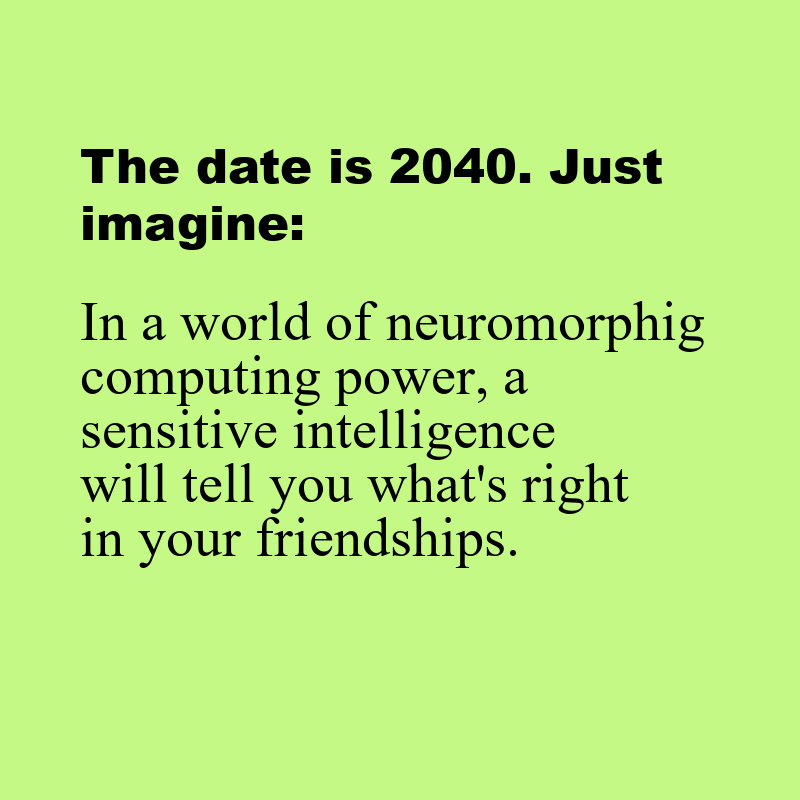 The date is 2040. Just
imagine:
In a world of neuromorphig
computing power, a
sensitive intelligence
will tell you what's right
in your friendships.